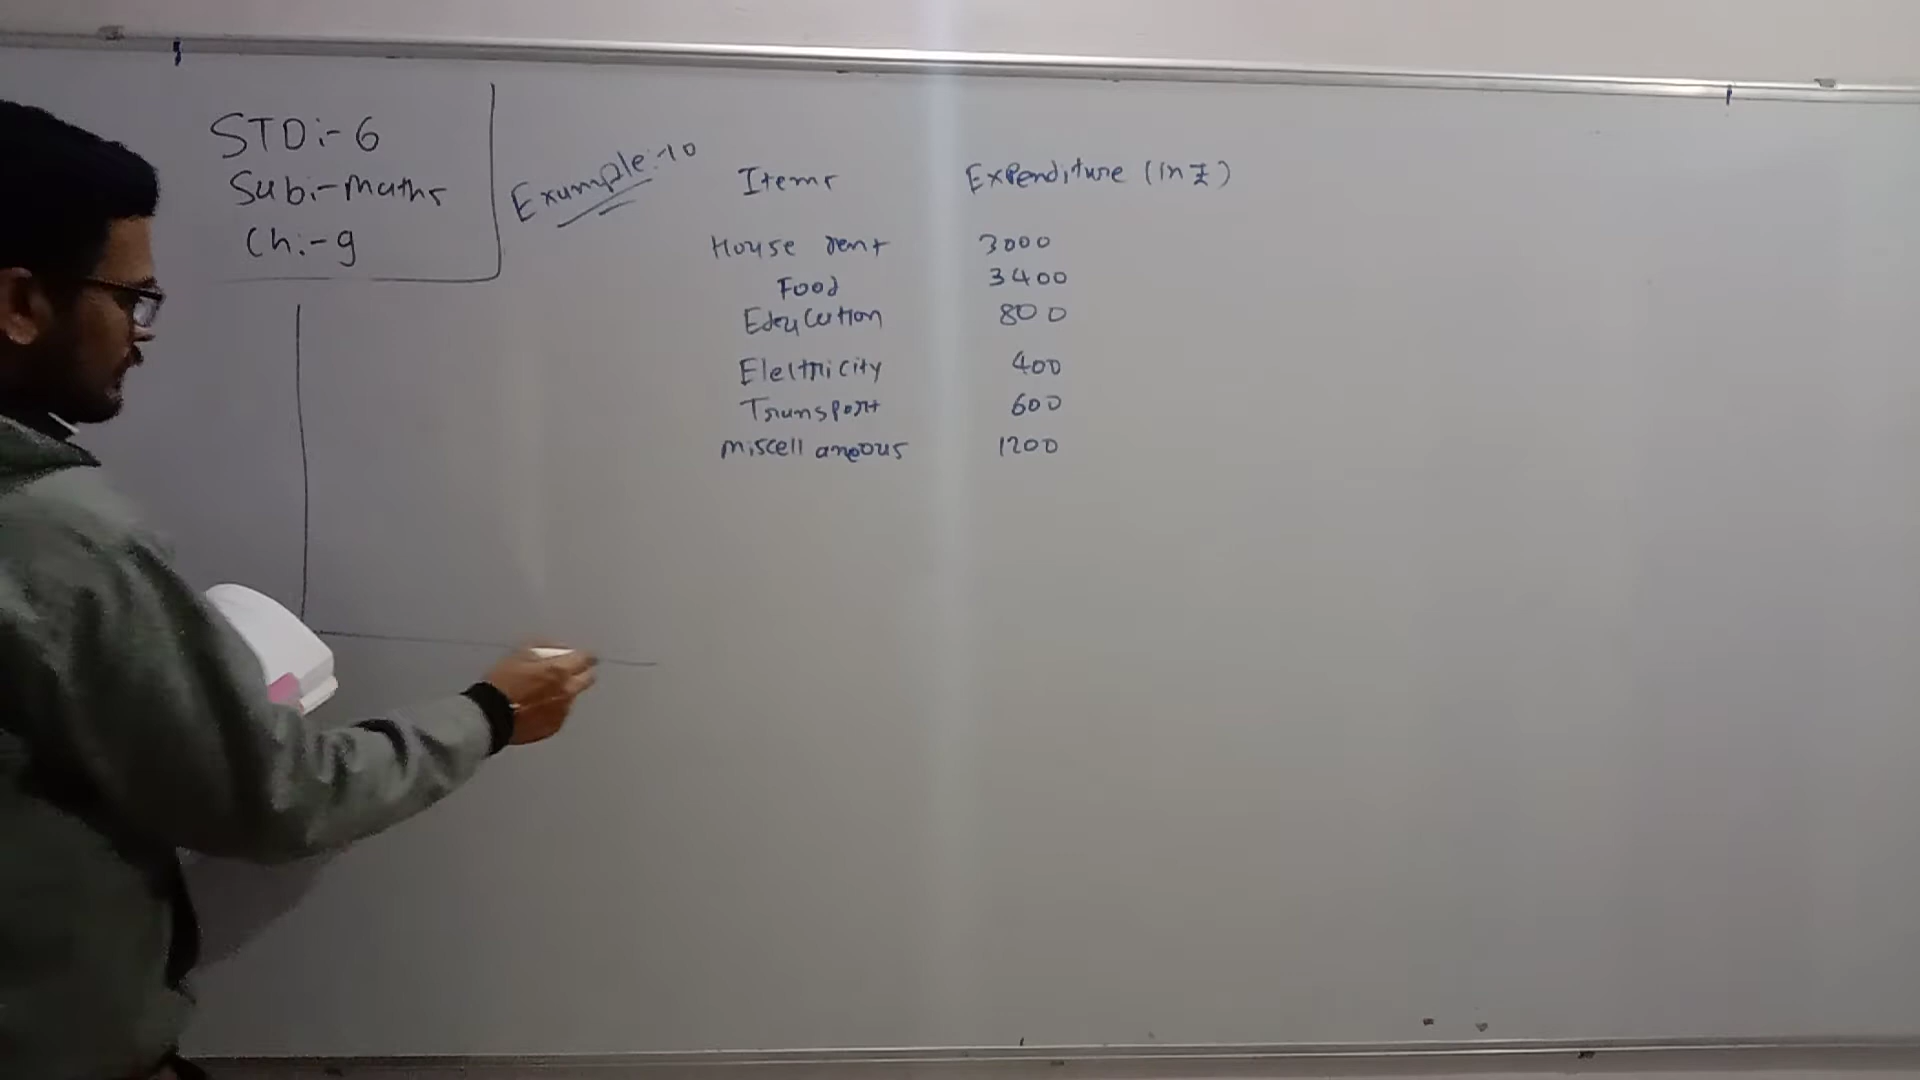 STD:- 6
Sub:- maths
Ch:- 9
Example:-10
Items Expenditure (in ₹)
House rent 3000
Food 3400
Education 800
Electricity 400
Transport 600
miscellaneous 1200